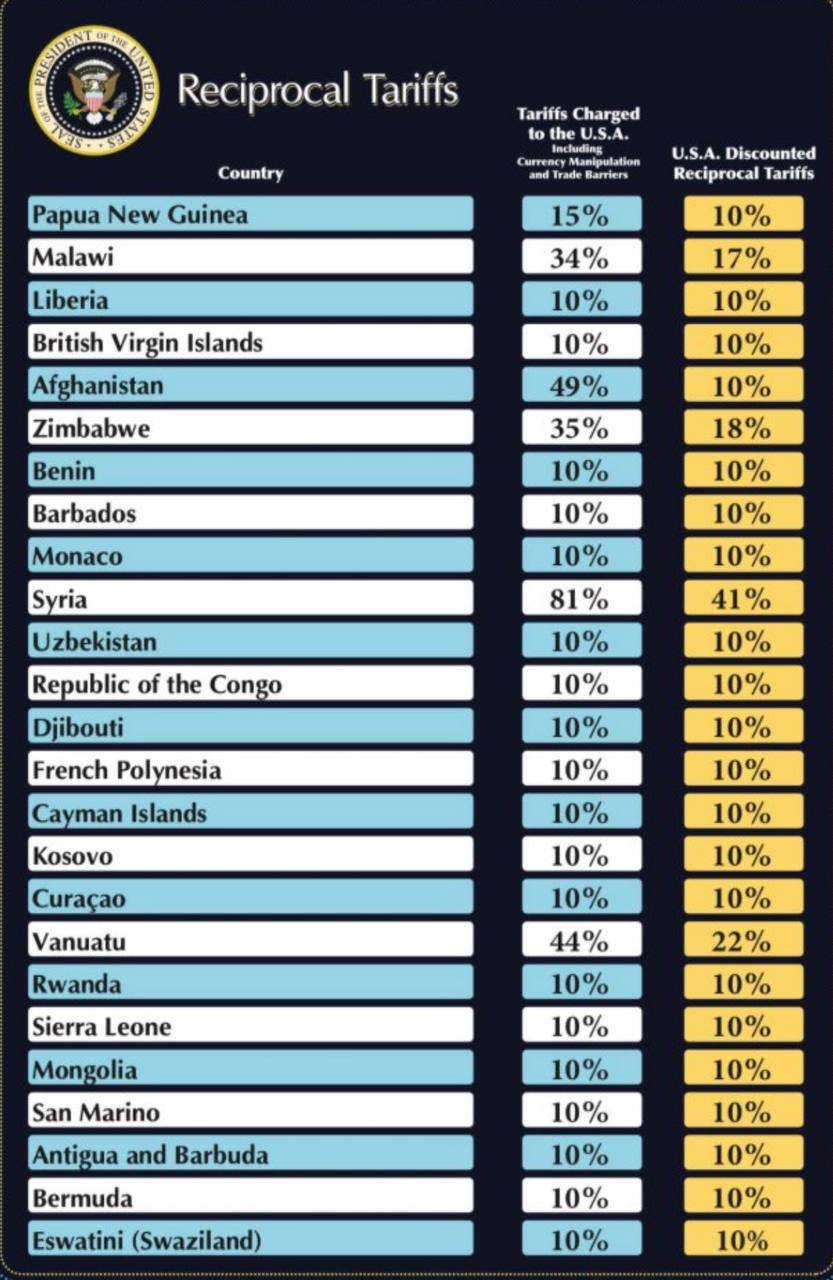 SEAL OF THE PRESIDENT OF THE UNITED STATES
Reciprocal Tariffs
Country
Tariffs Charged
to the U.S.A.
Including
Currency Manipulation
and Trade Barriers
U.S.A. Discounted
Reciprocal Tariffs
Papua New Guinea 15% 10%
Malawi 34% 17%
Liberia 10% 10%
British Virgin Islands 10% 10%
Afghanistan 49% 10%
Zimbabwe 35% 18%
Benin 10% 10%
Barbados 10% 10%
Monaco 10% 10%
Syria 81% 41%
Uzbekistan 10% 10%
Republic of the Congo 10% 10%
Djibouti 10% 10%
French Polynesia 10% 10%
Cayman Islands 10% 10%
Kosovo 10% 10%
Curaçao 10% 10%
Vanuatu 44% 22%
Rwanda 10% 10%
Sierra Leone 10% 10%
Mongolia 10% 10%
San Marino 10% 10%
Antigua and Barbuda 10% 10%
Bermuda 10% 10%
Eswatini (Swaziland) 10% 10%